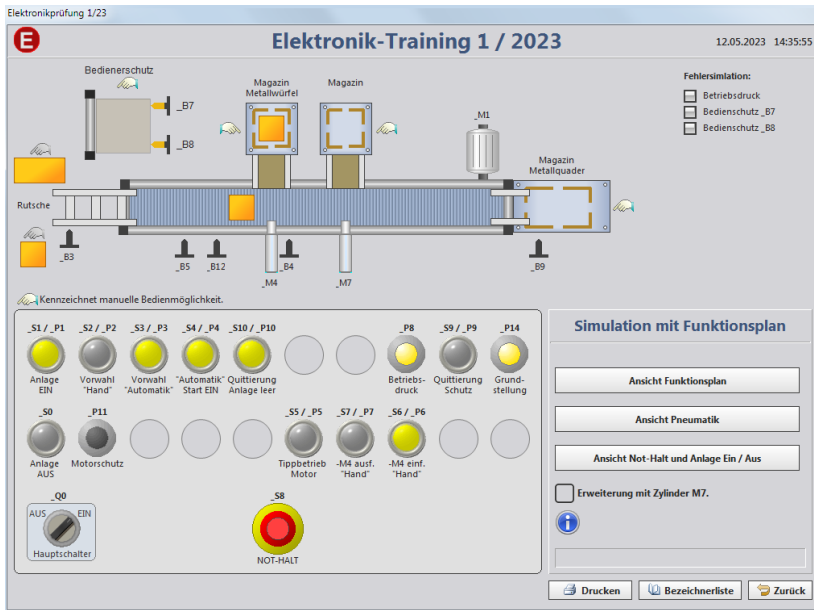 Elektronikprüfung 1/23
E
Elektronik-Training 1 / 2023
12.05.2023 14:35:55
Bedienerschutz
_B7
_B8
Magazin
Metallwürfel
Magazin
_M1
Magazin
Metallquader
Fehlersimlation:
Betriebsdruck
Bedienschutz _B7
Bedienschutz _B8
Rutsche
_B3
_B5
_B12
_M4
_B4
_M7
_B9
Kennzeichnet manuelle Bedienmöglichkeit.
_S1 / _P1
Anlage
EIN
_S2 / _P2
Vorwahl
"Hand"
_S3 / _P3
Vorwahl
"Automatik"
_S4 / _P4
"Automatik"
Start EIN
_S10 / _P10
Quittierung
Anlage leer
_P8
Betriebs-
druck
_S9 / _P9
Quittierung
Schutz
_P14
Grund-
stellung
_S0
Anlage
AUS
_P11
Motorschutz
_S5 / _P5
Tippbetrieb
Motor
_S7 / _P7
-M4 ausf.
"Hand"
_S6 / _P6
-M4 einf.
"Hand"
_Q0
AUS
EIN
Hauptschalter
_S8
NOT-HALT
Simulation mit Funktionsplan
Ansicht Funktionsplan
Ansicht Pneumatik
Ansicht Not-Halt und Anlage Ein / Aus
Erweiterung mit Zylinder M7.
i
Drucken
Bezeichnerliste
Zurück